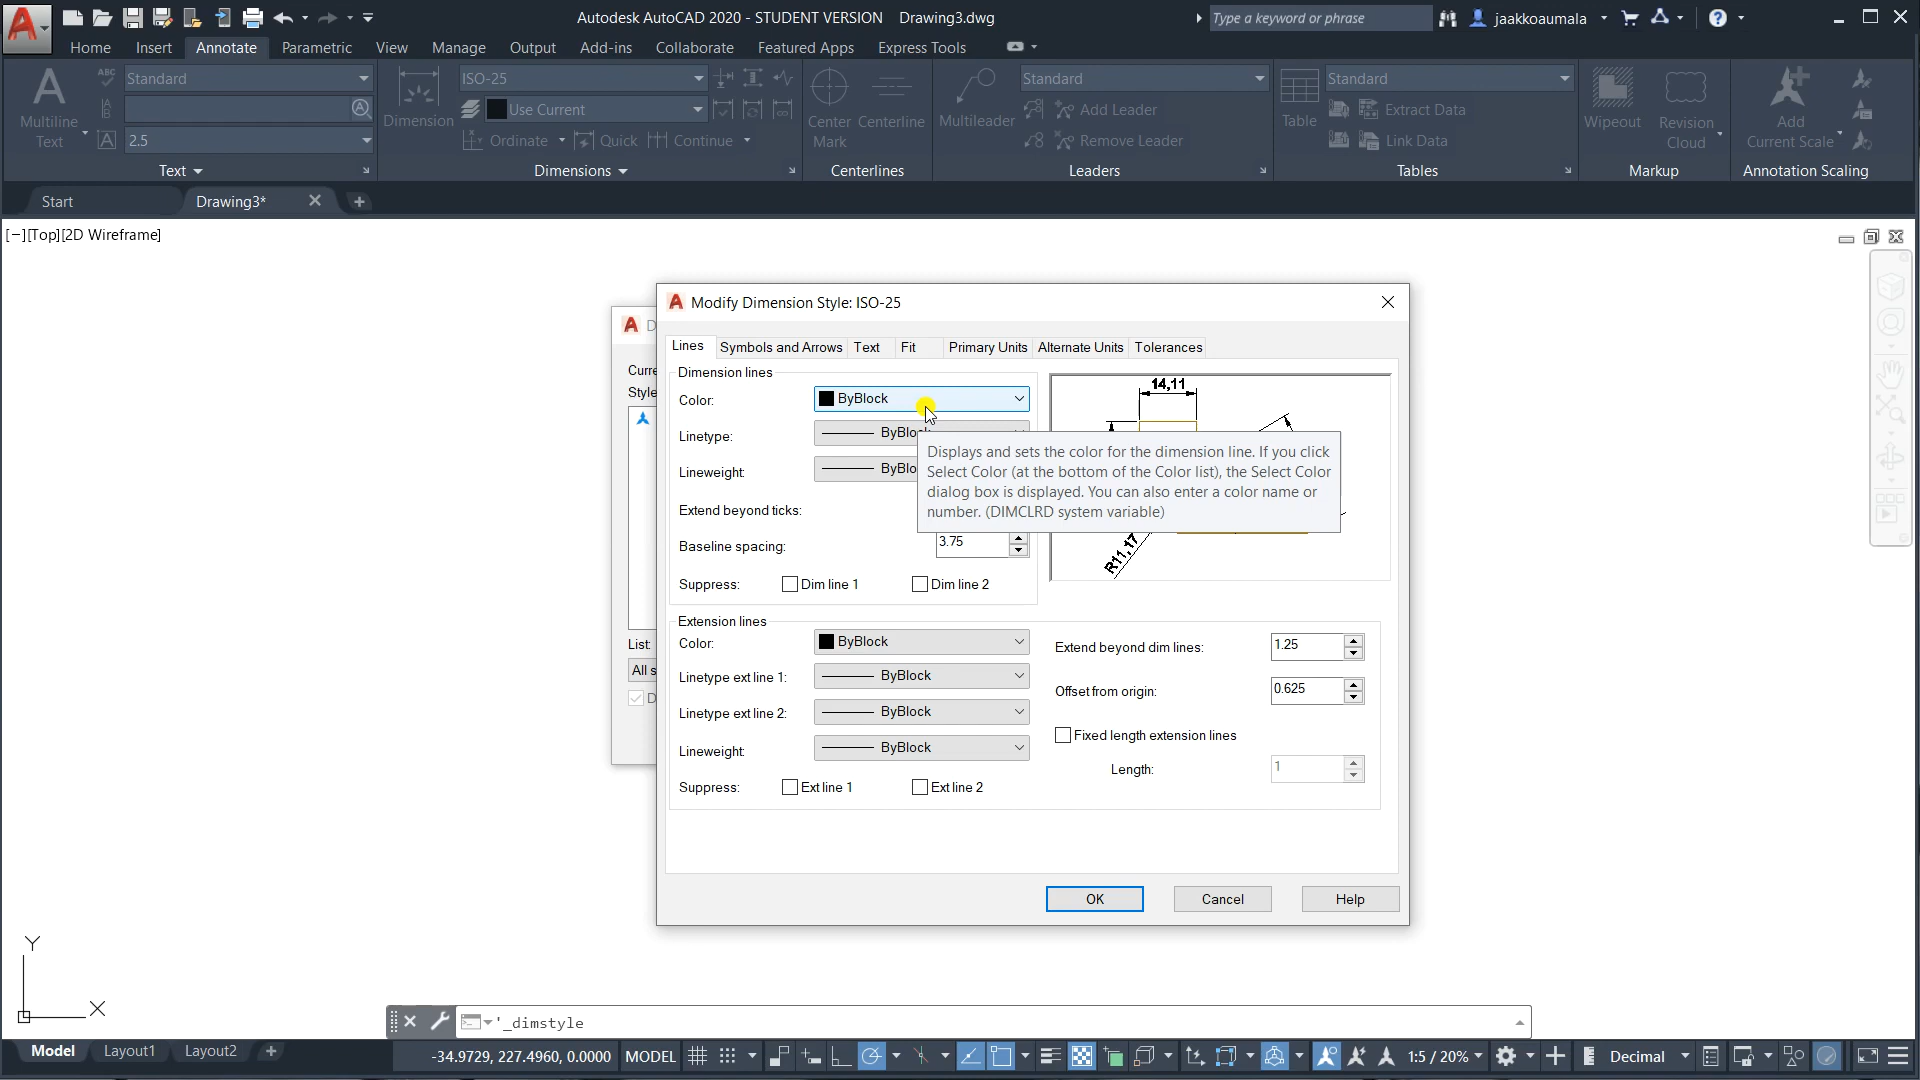 Autodesk AutoCAD 2020 - STUDENT VERSION Drawing3.dwg
Type a keyword or phrase
jaakkoaumala
Home Insert Annotate Parametric View Manage Output Add-ins Collaborate Featured Apps Express Tools
Multiline Text
ABC
Standard
2.5
Text
Dimension
ISO-25
Use Current
Ordinate Quick Continue
Dimensions
Center Mark
Centerline
Centerlines
Multileader
Standard
Add Leader
Remove Leader
Leaders
Table
Standard
Extract Data
Link Data
Tables
Wipeout
Revision Cloud
Markup
Add Current Scale
Annotation Scaling
Start
Drawing3*
[−][Top][2D Wireframe]
D
Curre
Style
List:
All s
D
Modify Dimension Style: ISO-25
Lines Symbols and Arrows Text Fit Primary Units Alternate Units Tolerances
Dimension lines
Color: ByBlock
Linetype: ByBlo
Lineweight: ByBlo
Extend beyond ticks:
Baseline spacing: 3.75
Suppress: Dim line 1 Dim line 2
14,11
R11,17
Displays and sets the color for the dimension line. If you click
Select Color (at the bottom of the Color list), the Select Color
dialog box is displayed. You can also enter a color name or
number. (DIMCLRD system variable)
Extension lines
Color: ByBlock
Linetype ext line 1: ByBlock
Linetype ext line 2: ByBlock
Lineweight: ByBlock
Suppress: Ext line 1 Ext line 2
Extend beyond dim lines: 1.25
Offset from origin: 0.625
Fixed length extension lines
Length: 1
OK Cancel Help
Y
X
'_dimstyle
Model Layout1 Layout2
-34.9729, 227.4960, 0.0000 MODEL 1:5 / 20% Decimal